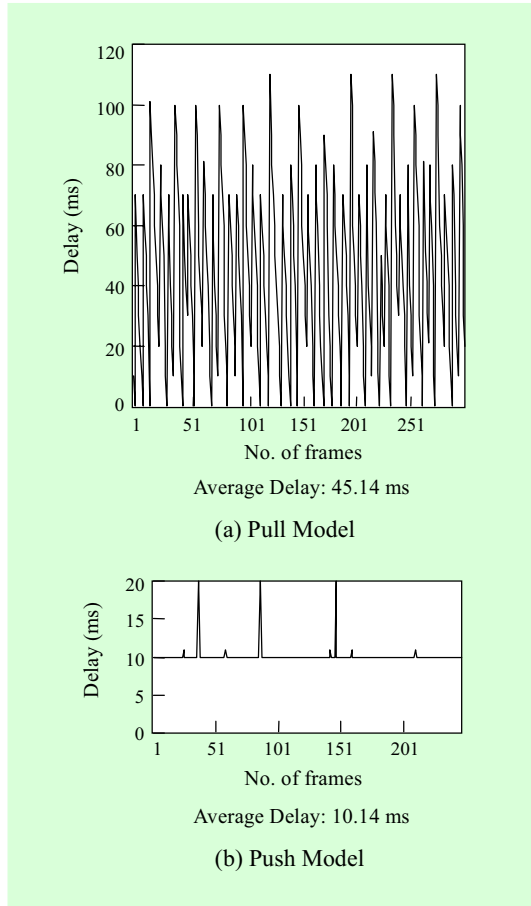 120
100
80
60
40
20
0
Delay (ms)
1 51 101 151 201 251
No. of frames
Average Delay: 45.14 ms
(a) Pull Model
20
15
10
5
0
Delay (ms)
1 51 101 151 201
No. of frames
Average Delay: 10.14 ms
(b) Push Model